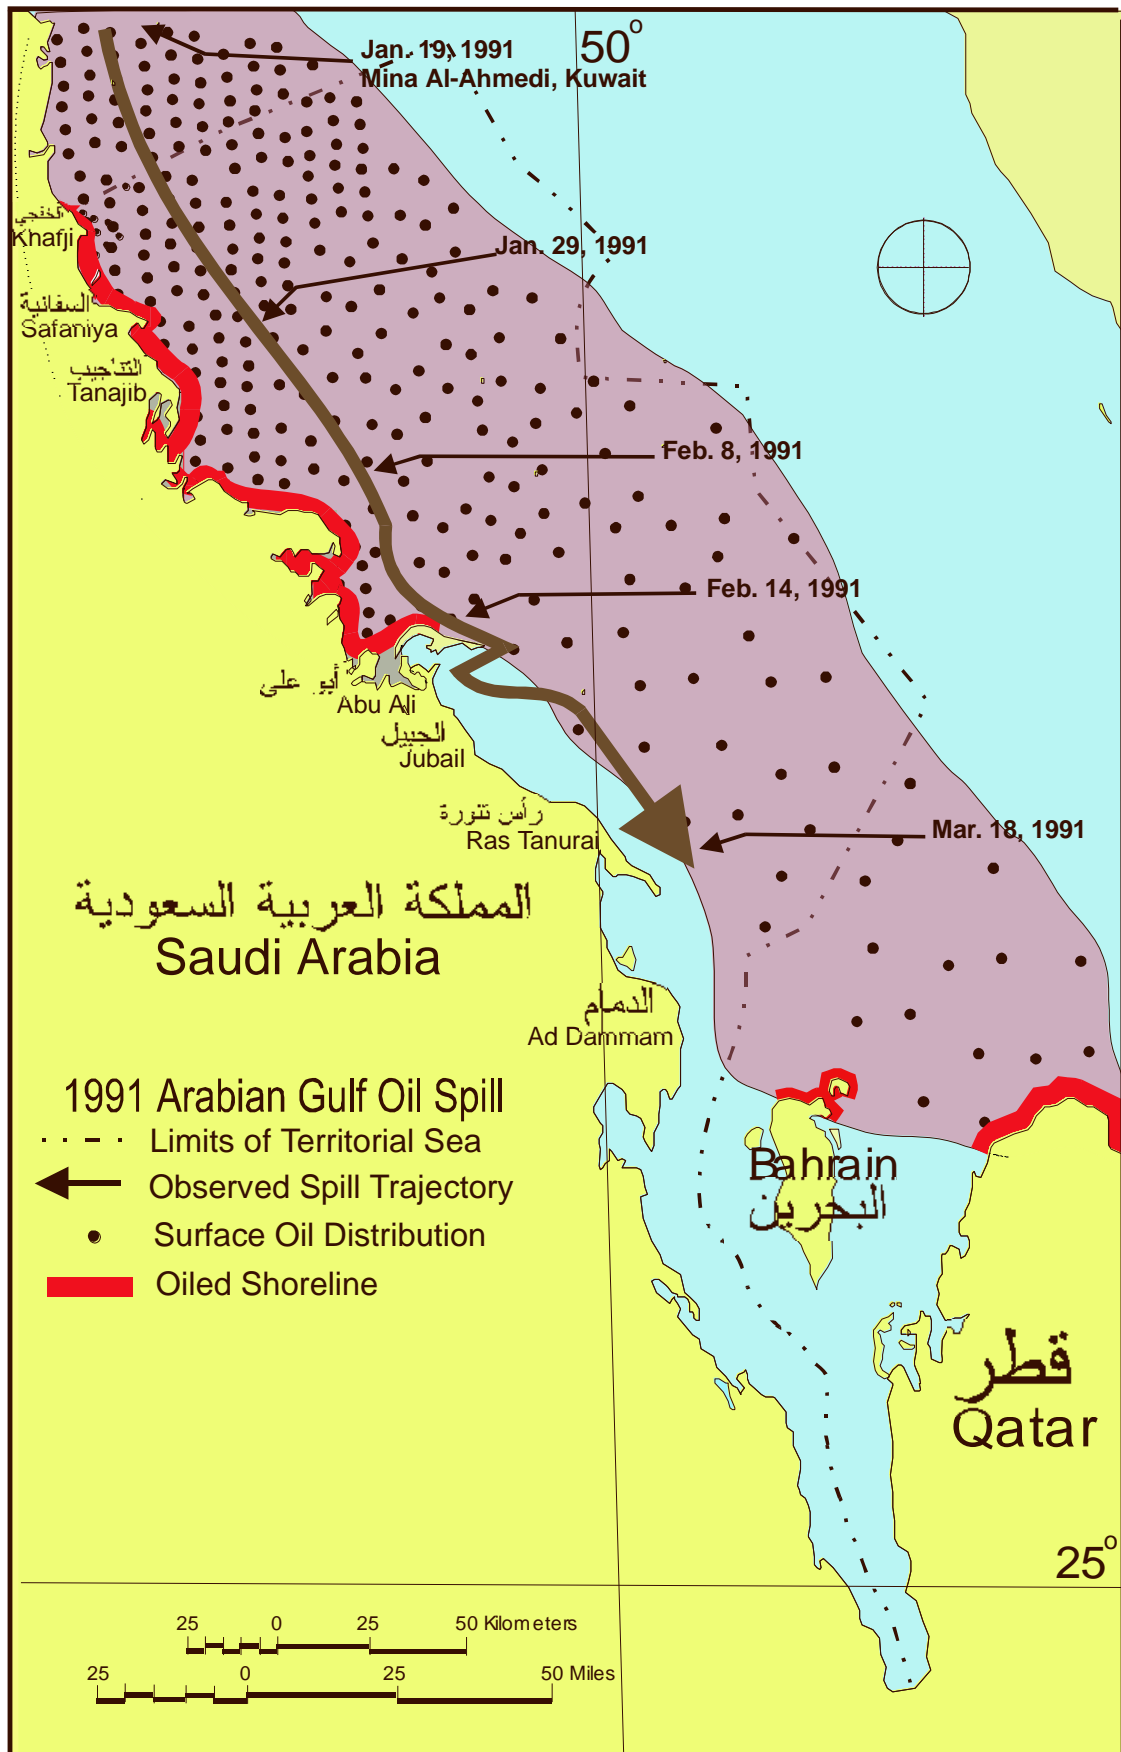 Jan. 19, 1991
Mina Al-Ahmedi, Kuwait
50°
الخفجي
Khafji
Jan. 29, 1991
السفانية
Safaniya
التناجيب
Tanajib
Feb. 8, 1991
Feb. 14, 1991
أبو علي
Abu Ali
الجبيل
Jubail
رأس تنورة
Ras Tanurai
Mar. 18, 1991
المملكة العربية السعودية
Saudi Arabia
الدمام
Ad Dammam
1991 Arabian Gulf Oil Spill
Limits of Territorial Sea
Observed Spill Trajectory
Surface Oil Distribution
Oiled Shoreline
Bahrain
البحرين
قطر
Qatar
25°
25 0 25 50 Kilometers
25 0 25 50 Miles